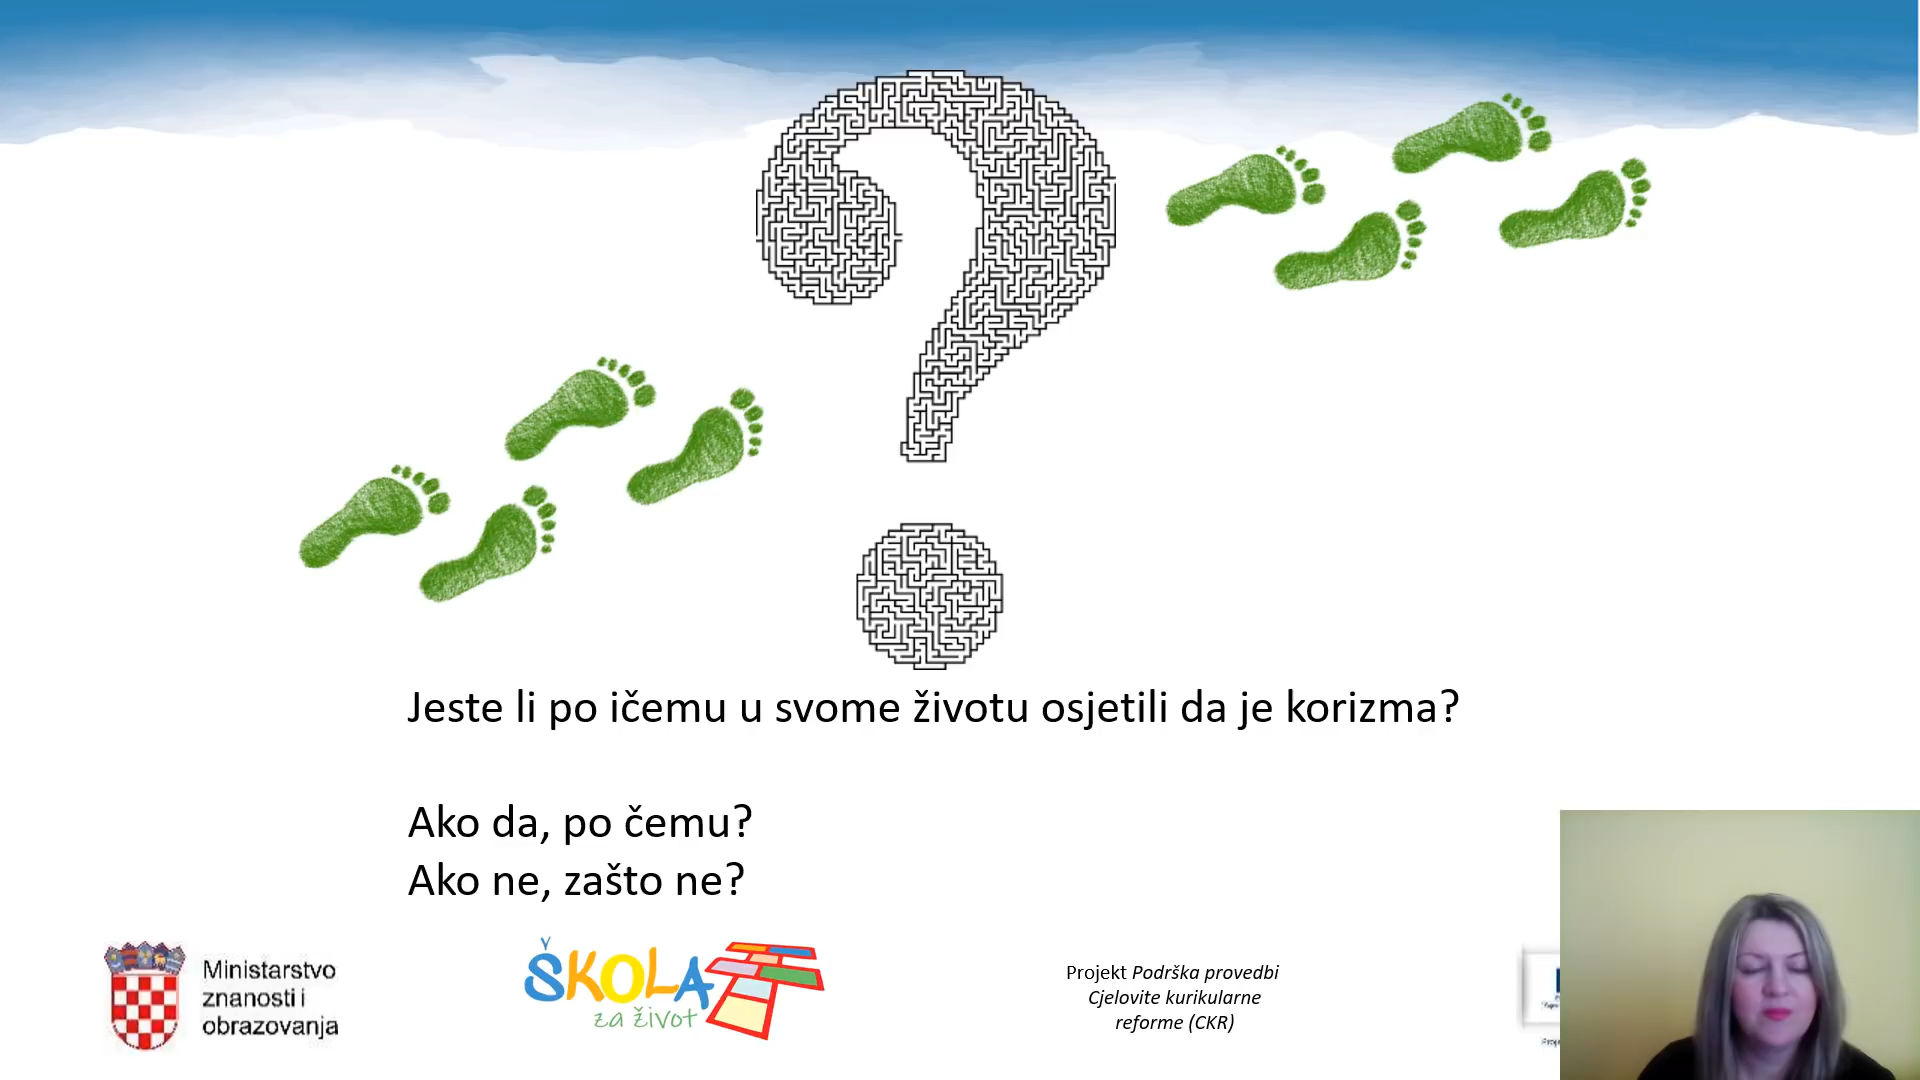 Jeste li po ičemu u svome životu osjetili da je korizma?
Ako da, po čemu?
Ako ne, zašto ne?
Ministarstvo
znanosti i
obrazovanja
ŠKOLA
za život
Projekt Podrška provedbi
Cjelovite kurikularne
reforme (CKR)